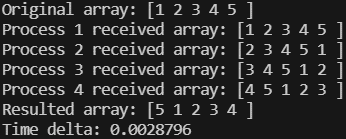 Original array: [1 2 3 4 5 ]
Process 1 received array: [1 2 3 4 5 ]
Process 2 received array: [2 3 4 5 1 ]
Process 3 received array: [3 4 5 1 2 ]
Process 4 received array: [4 5 1 2 3 ]
Resulted array: [5 1 2 3 4 ]
Time delta: 0.0028796